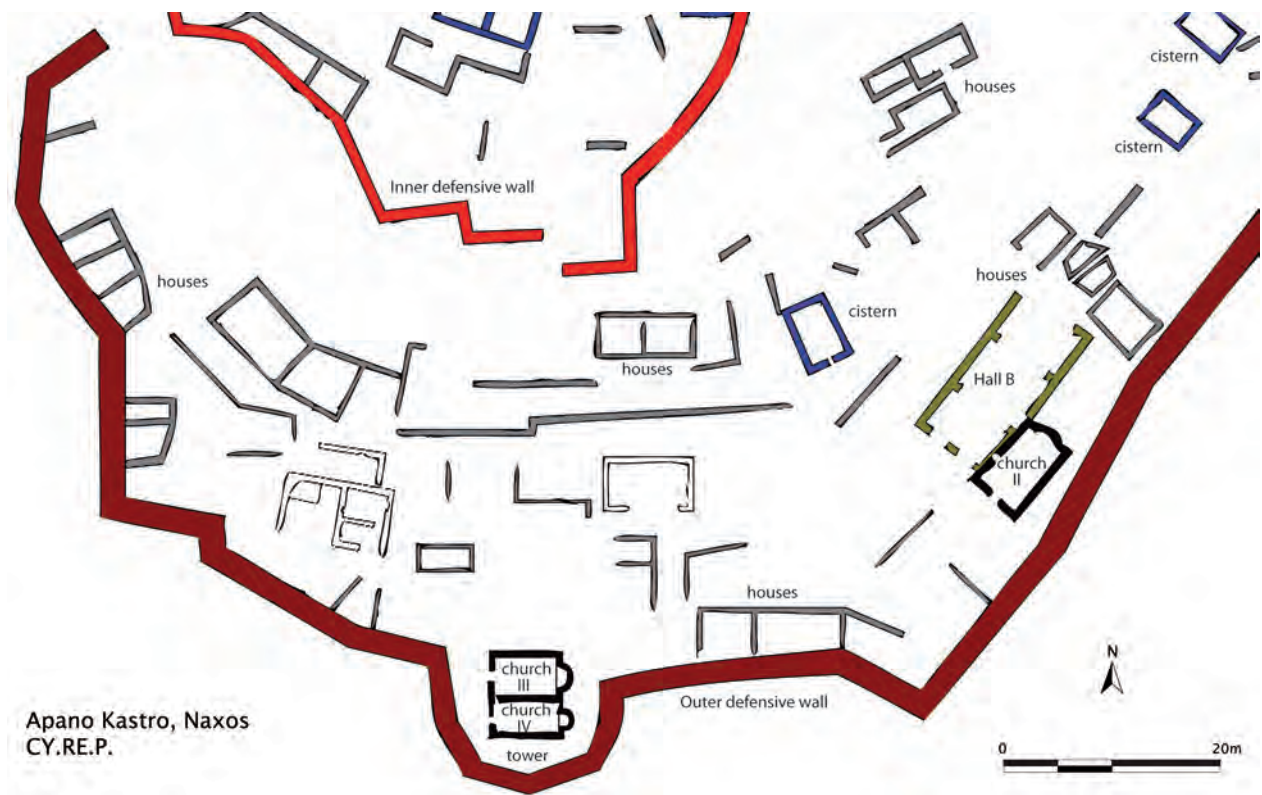 cistern
houses
cistern
Inner defensive wall
houses
houses
cistern
houses
Hall B
church
II
houses
church
III
church
IV
tower
Outer defensive wall
N
Apano Kastro, Naxos
CY.RE.P.
0 20m